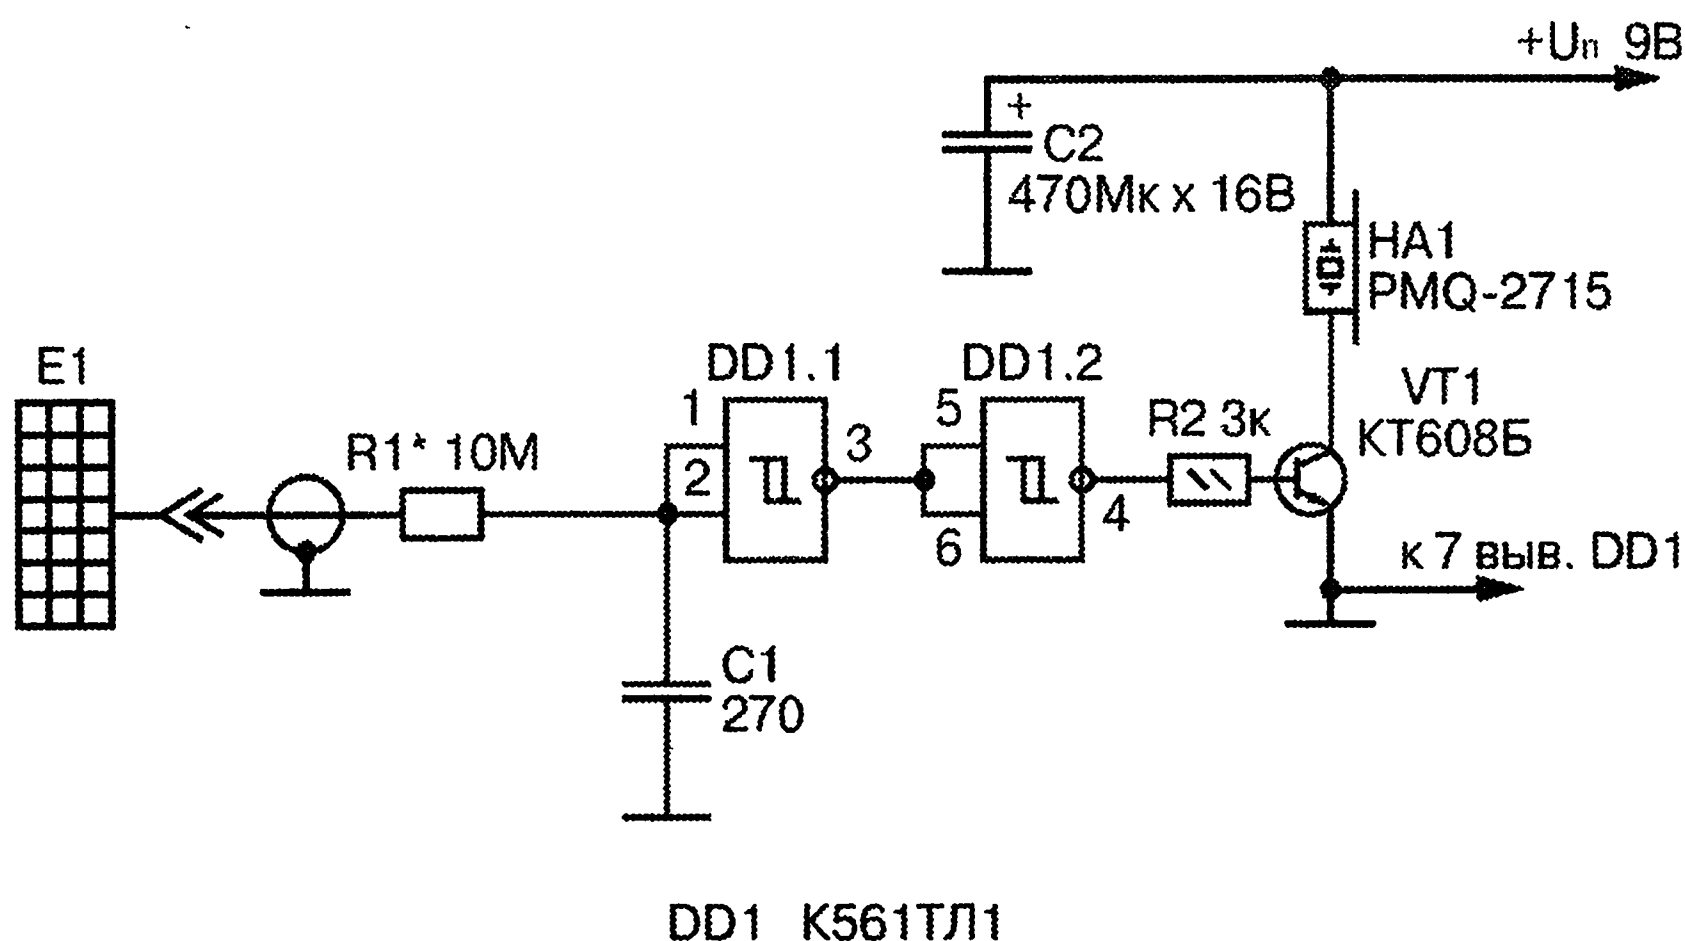 +Uп 9В
+
C2
470Мк х 16В
HA1
PMQ-2715
E1
DD1.1
DD1.2
VT1
КТ608Б
R1* 10М
1
2
3
5
6
4
R2 3к
к 7 выв. DD1
C1
270
DD1 К561ТЛ1